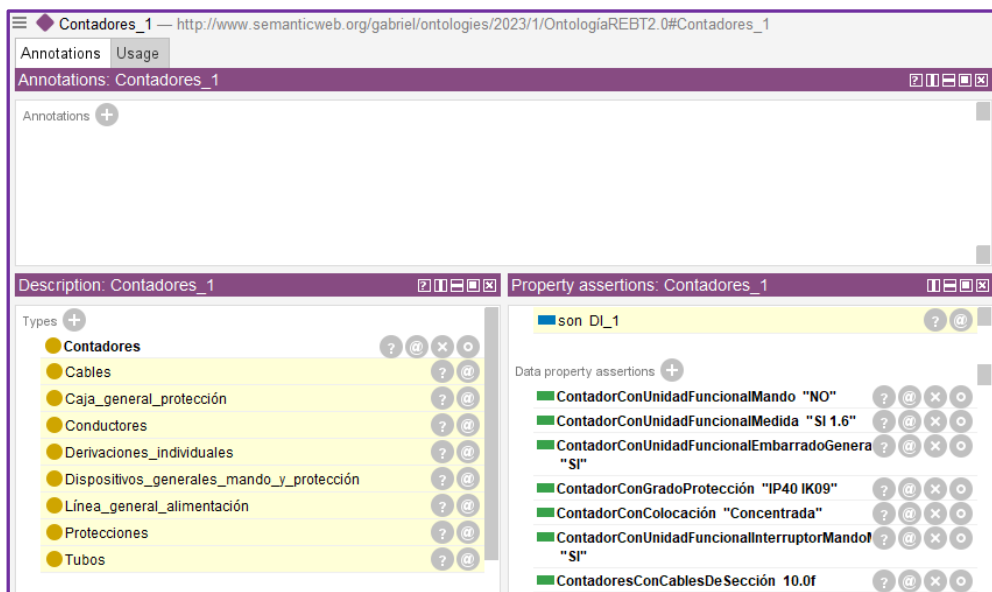 Contadores_1 — http://www.semanticweb.org/gabriel/ontologies/2023/1/OntologíaREBT2.0#Contadores_1
Annotations Usage
Annotations: Contadores_1
Annotations
Description: Contadores_1
Types
Contadores
Cables
Caja_general_protección
Conductores
Derivaciones_individuales
Dispositivos_generales_mando_y_protección
Línea_general_alimentación
Protecciones
Tubos
Property assertions: Contadores_1
son DI_1
Data property assertions
ContadorConUnidadFuncionalMando "NO"
ContadorConUnidadFuncionalMedida "SI 1.6"
ContadorConUnidadFuncionalEmbarradoGenera
"SI"
ContadorConGradoProtección "IP40 IK09"
ContadorConColocación "Concentrada"
ContadorConUnidadFuncionalInterruptorMando
"SI"
ContadoresConCablesDeSección 10.0f